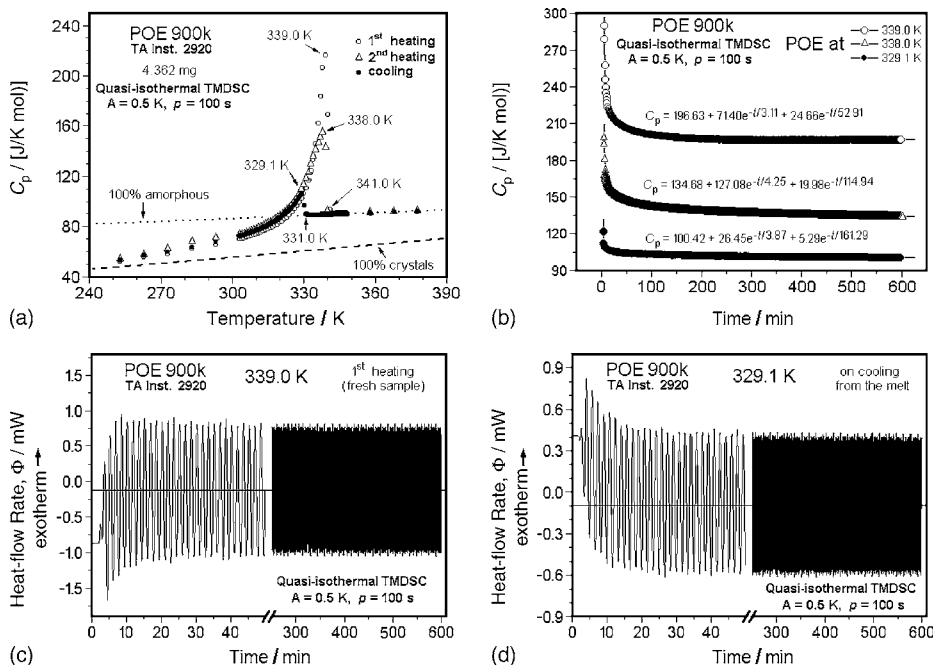 POE 900k
TA Inst. 2920
4.362 mg
Quasi-isothermal TMDSC
A = 0.5 K, p = 100 s
339.0 K
1st heating
2nd heating
cooling
338.0 K
329.1 K
341.0 K
100% amorphous
331.0 K
100% crystals
240
200
160
120
80
40
Cp / [J/K mol)]
240 270 300 330 360 390
Temperature / K
(a)
POE 900k
Quasi-isothermal TMDSC
A = 0.5 K, p = 100 s
POE at
339.0 K
338.0 K
329.1 K
Cp = 196.63 + 7140e-t/3.11 + 24.66e-t/52.91
Cp = 134.68 + 127.08e-t/4.25 + 19.98e-t/114.94
Cp = 100.42 + 26.45e-t/3.87 + 5.29e-t/161.29
290
250
210
170
130
90
Cp / [J/K mol)]
0 100 200 300 400 500 600 700
Time / min
(b)
POE 900k
TA Inst. 2920
339.0 K
1st heating
(fresh sample)
Quasi-isothermal TMDSC
A = 0.5 K, p = 100 s
1.5
1.0
0.5
0.0
-0.5
-1.0
-1.5
Heat-flow Rate, Φ / mW
exotherm
0 10 20 30 40 300 400 500 600
Time / min
(c)
POE 900k
TA Inst. 2920
329.1 K
on cooling
from the melt
Quasi-isothermal TMDSC
A = 0.5 K, p = 100 s
0.9
0.6
0.3
0.0
-0.3
-0.6
-0.9
Heat-flow Rate, Φ / mW
exotherm
0 10 20 30 40 300 400 500 600
Time / min
(d)